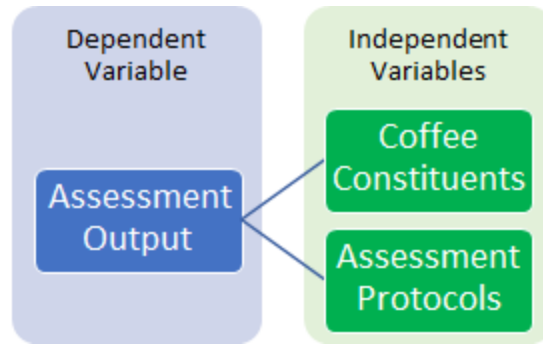 Dependent
Variable
Assessment
Output
Independent
Variables
Coffee
Constituents
Assessment
Protocols